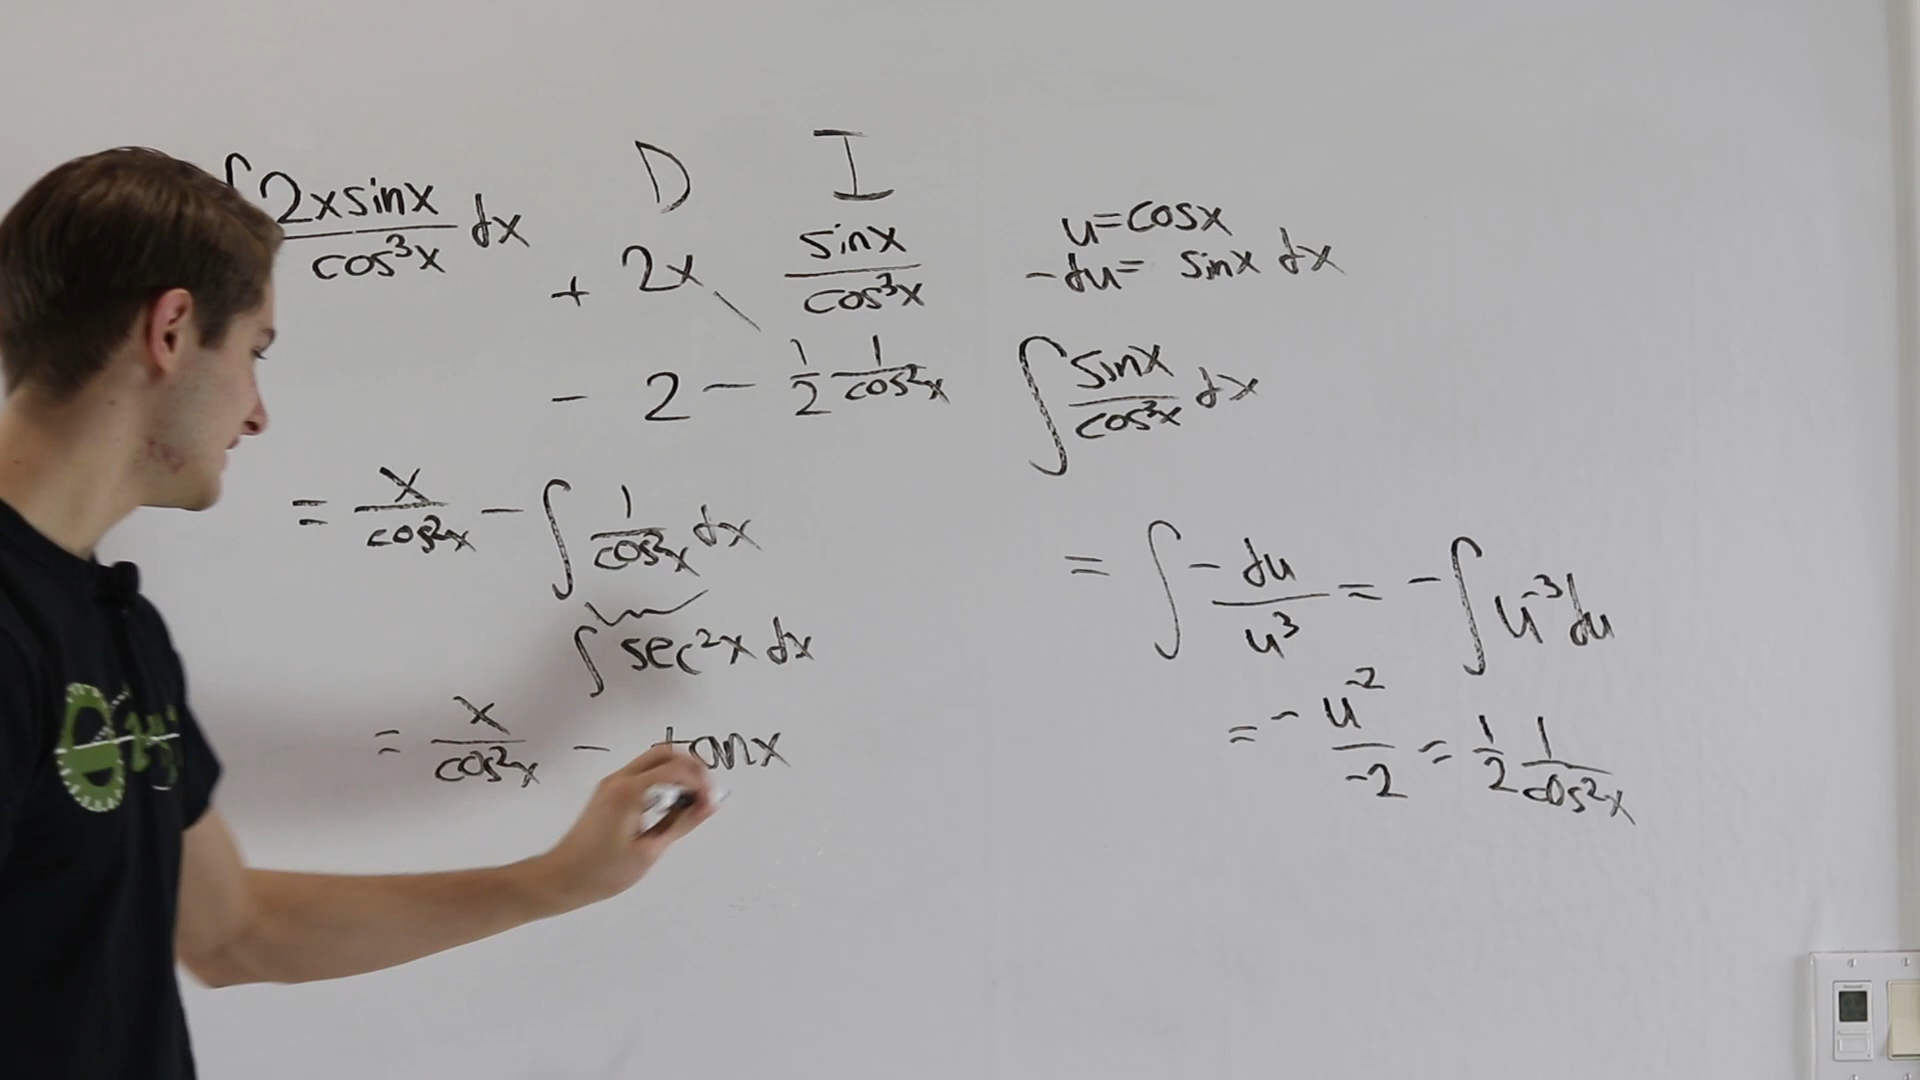 ∫ 2x sinx / cos³x dx
D I
+ 2x sinx / cos³x
- 2 - 1/2 1/cos²x
= x / cos²x - ∫ 1 / cos²x dx
∫ sec²x dx
= x / cos²x - tanx
u = cosx
-du = sinx dx
∫ sinx / cos³x dx
= ∫ -du / u³ = -∫ u⁻³ du
= - u⁻² / -2 = 1/2 1/cos²x